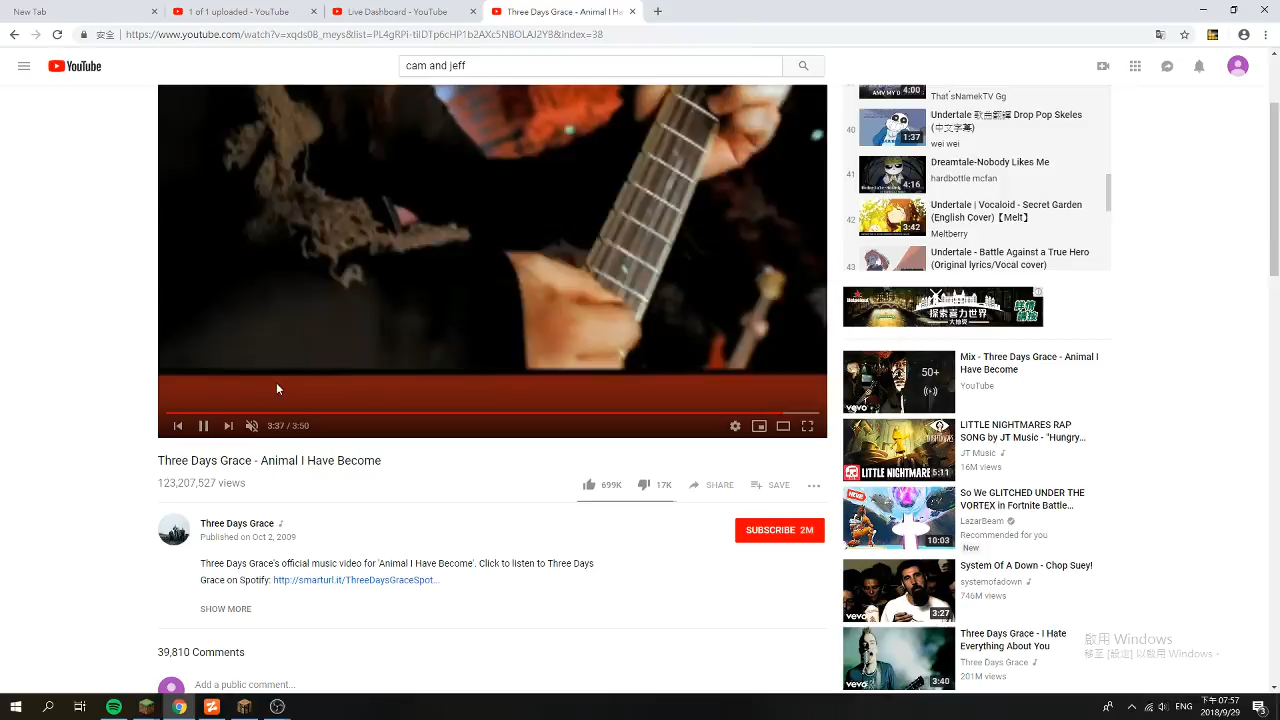 New Tab
1 of 1 uploaded - YouTube
Live Dashboard - YouTube
Three Days Grace - Animal I Ha
安全
https://www.youtube.com/watch?v=xqds0B_meys&list=PL4gRPi-tiIDTp6cHP1b2AXc5NBOLAJ2YB&index=38
YouTube
cam and jeff
4:00
That'sNamekTV Gg
40
1:37
Undertale 歌曲翻譯 Drop Pop Skeles
(中文字幕)
wei wei
41
4:16
Dreamtale-Nobody Likes Me
hardbottle mcfan
42
3:42
Undertale | Vocaloid - Secret Garden
(English Cover)【Melt】
Meltberry
43
Undertale - Battle Against a True Hero
(Original lyrics/Vocal cover)
探索喜力世界
3:37 / 3:50
Three Days Grace - Animal I Have Become
123,207,527 views
699K
17K
SHARE
SAVE
Three Days Grace
Published on Oct 2, 2009
SUBSCRIBE 2M
Three Days Grace's official music video for 'Animal I Have Become'. Click to listen to Three Days
Grace on Spotify: http://smarturl.it/ThreeDaysGraceSpot...
SHOW MORE
39,810 Comments
Add a public comment...
50+
vevo
Mix - Three Days Grace - Animal I
Have Become
YouTube
LITTLE NIGHTMARE
5:11
LITTLE NIGHTMARES RAP
SONG by JT Music - "Hungry...
JT Music
16M views
NEW
10:03
So We GLITCHED UNDER THE
VORTEX in Fortnite Battle...
LazarBeam
Recommended for you
New
vevo
3:27
System Of A Down - Chop Suey!
systemofadown
746M views
vevo
3:40
Three Days Grace - I Hate
Everything About You
Three Days Grace
201M views
啟用 Windows
移至 [設定] 以啟用 Windows。
ENG
下午 07:57
2018/9/29